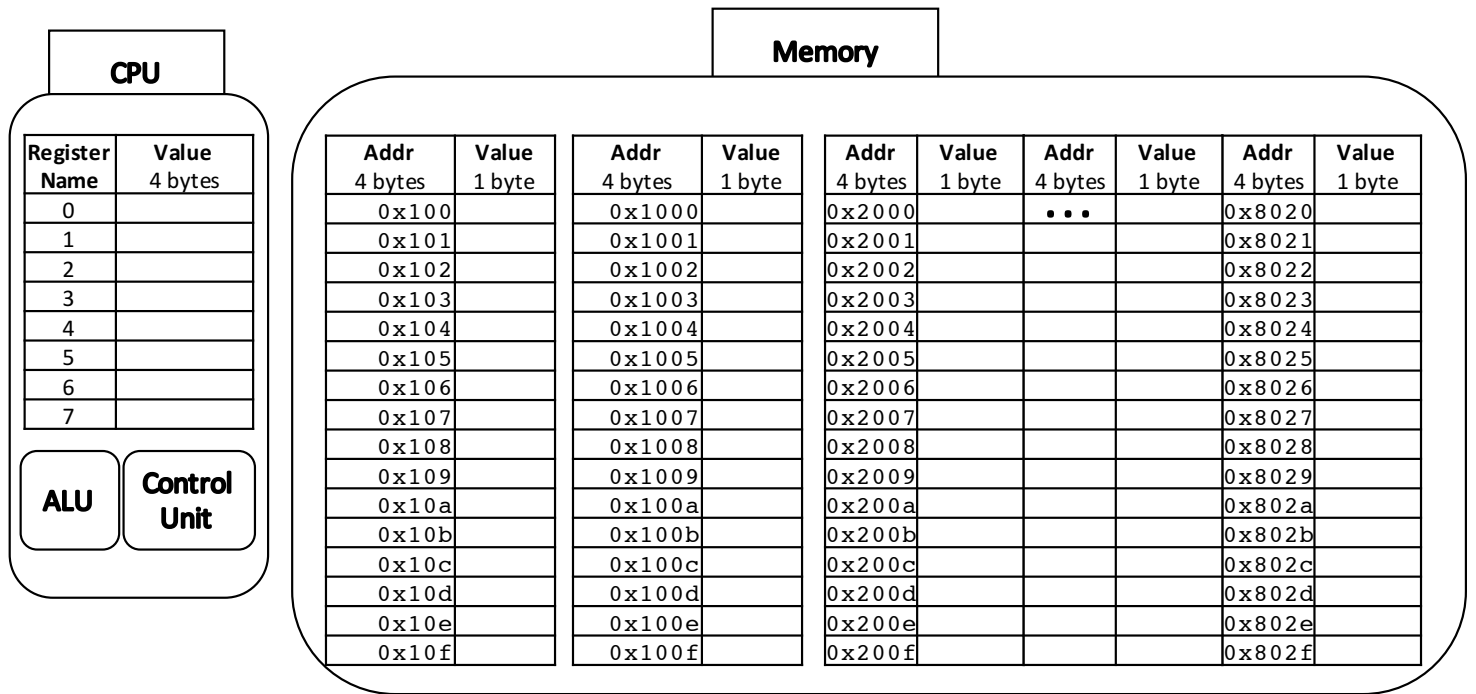 CPU
Memory
Register Name Value 4 bytes
0
1
2
3
4
5
6
7
ALU
Control Unit
Addr Value Addr Value Addr Value Addr Value Addr Value
4 bytes 1 byte 4 bytes 1 byte 4 bytes 1 byte 4 bytes 1 byte 4 bytes 1 byte
0x100 0x1000 0x2000 ... 0x8020
0x101 0x1001 0x2001 0x8021
0x102 0x1002 0x2002 0x8022
0x103 0x1003 0x2003 0x8023
0x104 0x1004 0x2004 0x8024
0x105 0x1005 0x2005 0x8025
0x106 0x1006 0x2006 0x8026
0x107 0x1007 0x2007 0x8027
0x108 0x1008 0x2008 0x8028
0x109 0x1009 0x2009 0x8029
0x10a 0x100a 0x200a 0x802a
0x10b 0x100b 0x200b 0x802b
0x10c 0x100c 0x200c 0x802c
0x10d 0x100d 0x200d 0x802d
0x10e 0x100e 0x200e 0x802e
0x10f 0x100f 0x200f 0x802f